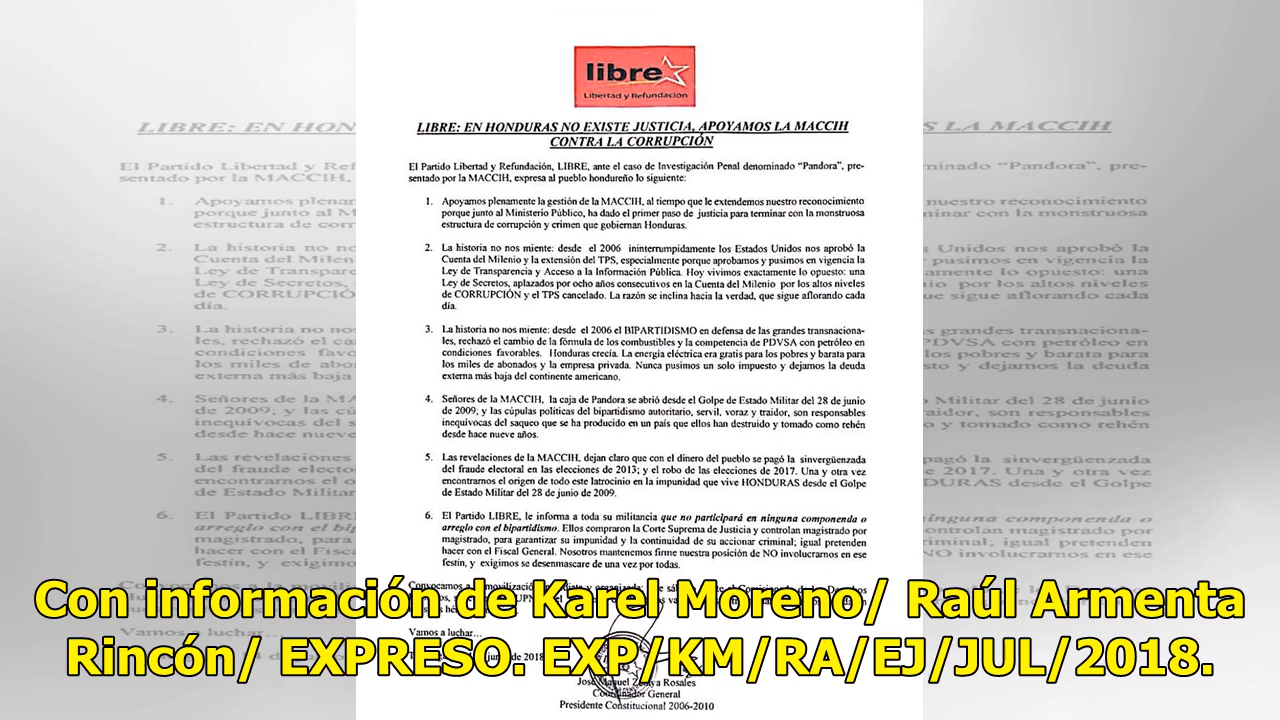 libre
Libertad y Refundación
LIBRE: EN HONDURAS NO EXISTE JUSTICIA, APOYAMOS LA MACCIH
CONTRA LA CORRUPCIÓN
El Partido Libertad y Refundación, LIBRE, ante el caso de Investigación Penal denominado "Pandora", pre-
sentado por la MACCIH, expresa al pueblo hondureño lo siguiente:
1. Apoyamos plenamente la gestión de la MACCIH, al tiempo que le extendemos nuestro reconocimiento
porque junto al Ministerio Público, ha dado el primer paso de justicia para terminar con la monstruosa
estructura de corrupción y crimen que gobiernan Honduras.
2. La historia no nos miente: desde el 2006 ininterrumpidamente los Estados Unidos nos aprobó la
Cuenta del Milenio y la extensión del TPS, especialmente porque aprobamos y pusimos en vigencia la
Ley de Transparencia y Acceso a la Información Pública. Hoy vivimos exactamente lo opuesto: una
Ley de Secretos, aplazados por ocho años consecutivos en la Cuenta del Milenio por los altos niveles
de CORRUPCIÓN y el TPS cancelado. La razón se inclina hacia la verdad, que sigue aflorando cada
día.
3. La historia no nos miente: desde el 2006 el BIPARTIDISMO en defensa de las grandes transnaciona-
les, rechazó el cambio de la fórmula de los combustibles y la competencia de PDVSA con petróleo en
condiciones favorables. Honduras crecía. La energía eléctrica era gratis para los pobres y barata para
los miles de abonados y la empresa privada. Nunca pusimos un solo impuesto y dejamos la deuda
externa más baja del continente americano.
4. Señores de la MACCIH, la caja de Pandora se abrió desde el Golpe de Estado Militar del 28 de junio
de 2009; y las cúpulas políticas del bipartidismo autoritario, servil, voraz y traidor, son responsables
inequivocas del saqueo que se ha producido en un país que ellos han destruido y tomado como rehén
desde hace nueve años.
5. Las revelaciones de la MACCIH, dejan claro que con el dinero del pueblo se pagó la sinvergüenzada
del fraude electoral en las elecciones de 2013; y el robo de las elecciones de 2017. Una y otra vez
encontramos el origen de todo este latrocinio en la impunidad que vive HONDURAS desde el Golpe
de Estado Militar del 28 de junio de 2009.
6. El Partido LIBRE, le informa a toda su militancia que no participará en ninguna componenda o
arreglo con el bipartidismo. Ellos compraron la Corte Suprema de Justicia y controlan magistrado por
magistrado, para garantizar su impunidad y la continuidad de su accionar criminal; igual pretenden
hacer con el Fiscal General. Nosotros mantenemos firme nuestra posición de NO involucrarnos en ese
festín, y exigimos se desenmascare de una vez por todas.
Convocamos a
Vamos a luchar…
2018
José Manuel Zelaya Rosales
Coordinador General
Presidente Constitucional 2006-2010
Con información de Karel Moreno/ Raúl Armenta
Rincón/ EXPRESO. EXP/KM/RA/EJ/JUL/2018.